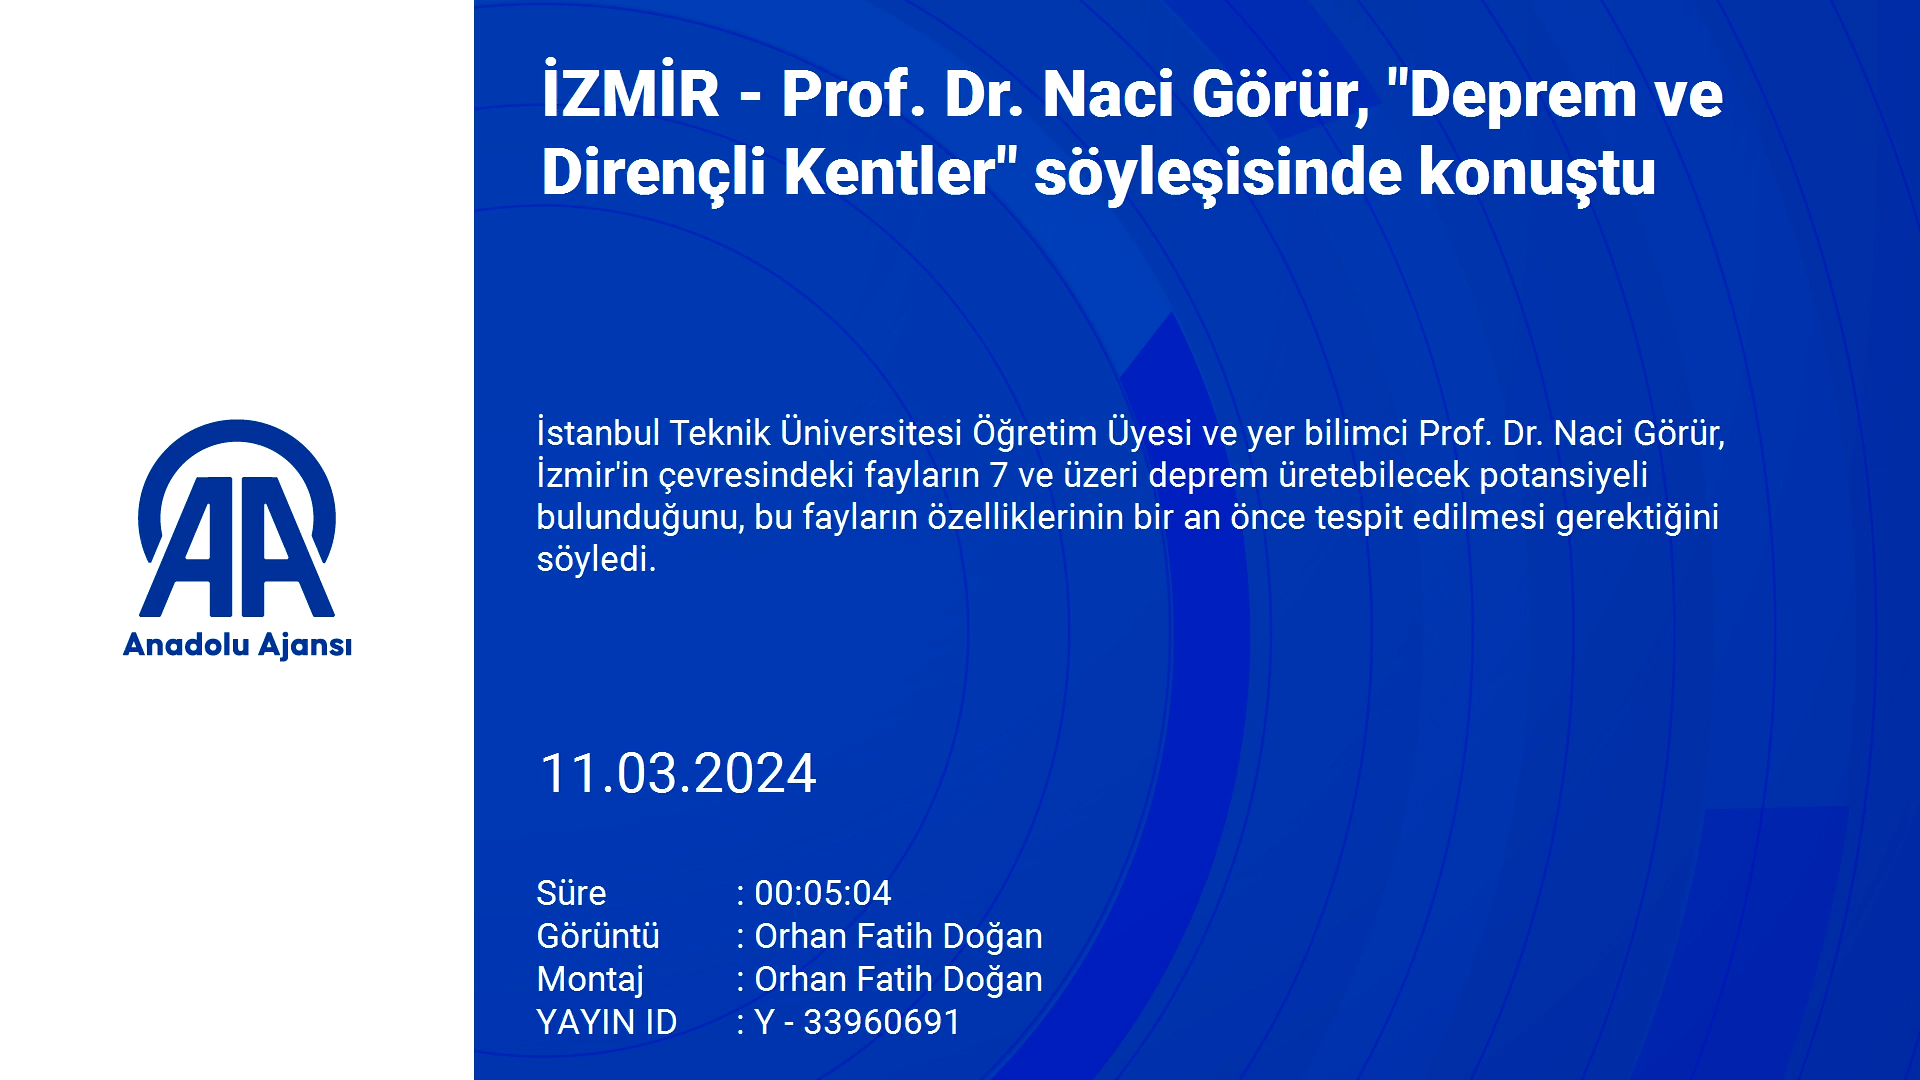 İZMİR - Prof. Dr. Naci Görür, "Deprem ve
Dirençli Kentler" söyleşisinde konuştu
İstanbul Teknik Üniversitesi Öğretim Üyesi ve yer bilimci Prof. Dr. Naci Görür,
İzmir'in çevresindeki fayların 7 ve üzeri deprem üretebilecek potansiyeli
bulunduğunu, bu fayların özelliklerinin bir an önce tespit edilmesi gerektiğini
söyledi.
AA
Anadolu Ajansı
11.03.2024
Süre : 00:05:04
Görüntü : Orhan Fatih Doğan
Montaj : Orhan Fatih Doğan
YAYIN ID : Y - 33960691